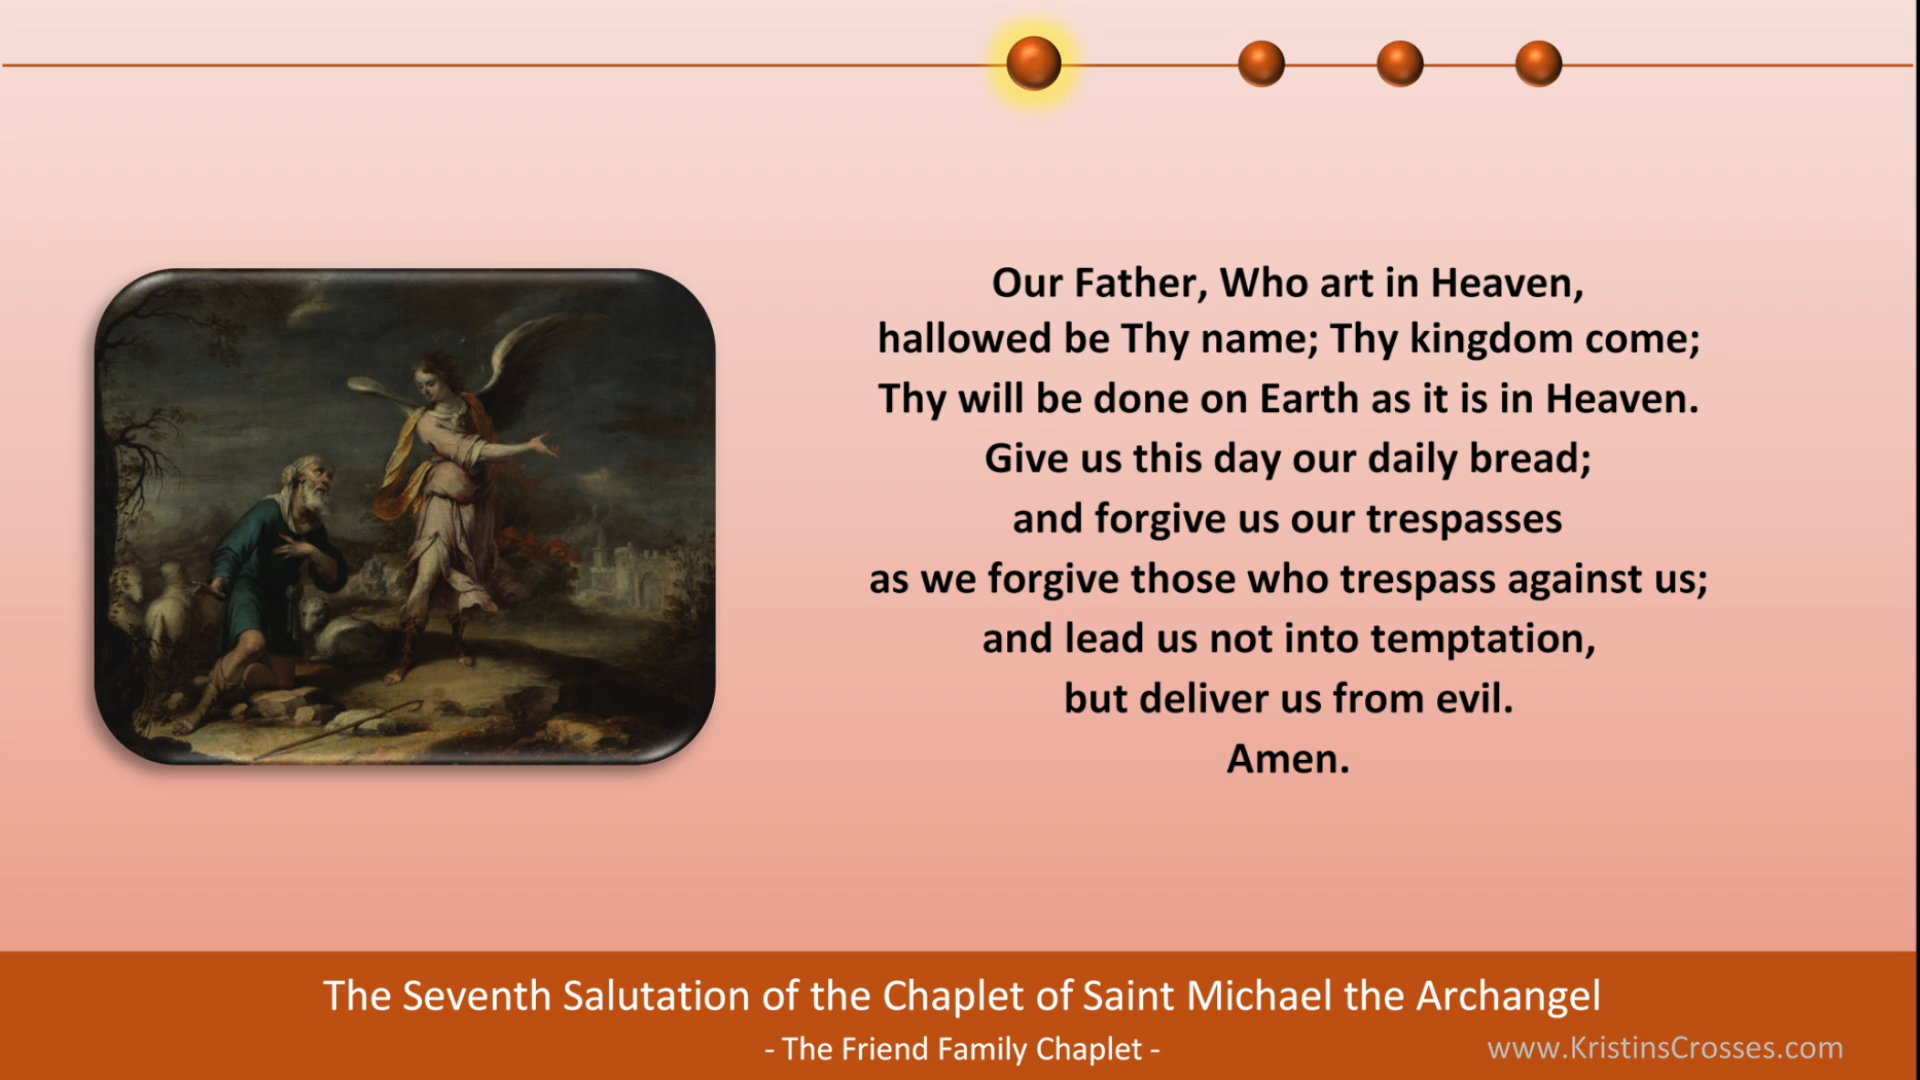 Our Father, Who art in Heaven,
hallowed be Thy name; Thy kingdom come;
Thy will be done on Earth as it is in Heaven.
Give us this day our daily bread;
and forgive us our trespasses
as we forgive those who trespass against us;
and lead us not into temptation,
but deliver us from evil.
Amen.
The Seventh Salutation of the Chaplet of Saint Michael the Archangel
- The Friend Family Chaplet -
www.KristinsCrosses.com